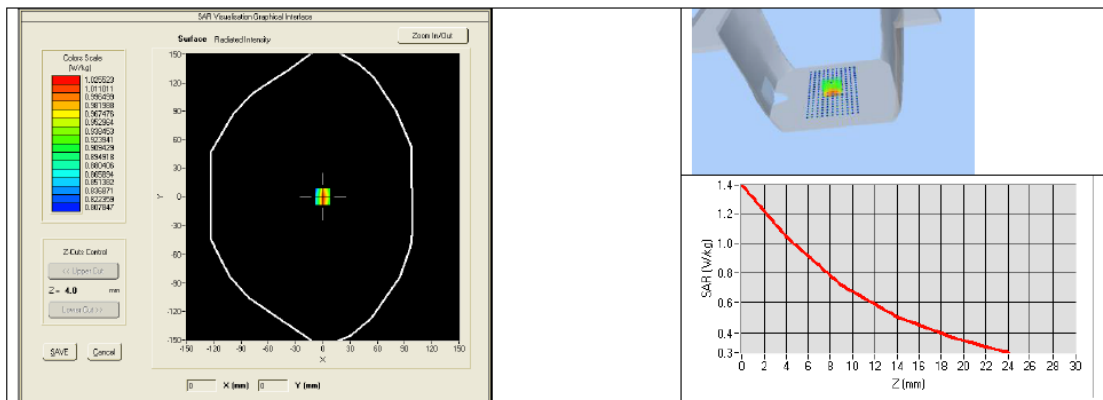 SAR Visualisation Graphical Interface
Surface Radiated Intensity
Zoom In/Out
Colors Scale
(W/kg)
1.025523
1.011011
0.996499
0.981988
0.967476
0.952964
0.938453
0.923941
0.909429
0.894918
0.880406
0.865894
0.851382
0.836871
0.822359
0.807847
Z-Cuts Control
<< Upper Cut
Z = 4.0 mm
Lower Cut >>
SAVE Cancel
150
120
90
60
30
Y 0
-30
-60
-90
-120
-150
-150 -120 -90 -60 -30 0 30 60 90 120 150
X
0 X (mm) 0 Y (mm)
1.4
1.2
1.0
0.8
0.6
0.4
0.3
SAR (W/kg)
0 2 4 6 8 10 12 14 16 18 20 22 24 26 28 30
Z (mm)